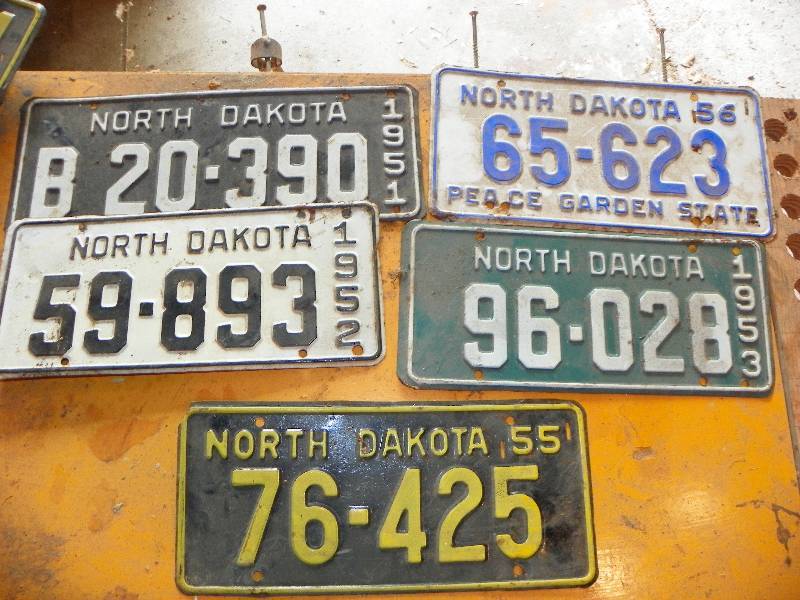 NORTH DAKOTA 1951
B 20-390
NORTH DAKOTA 56
65-623
PEACE GARDEN STATE
NORTH DAKOTA 1952
59-893
NORTH DAKOTA 1953
96-028
NORTH DAKOTA 55
76-425